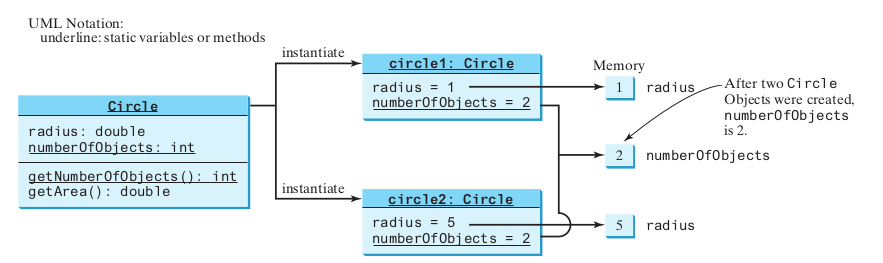 UML Notation:
underline: static variables or methods
instantiate
circle1: Circle
radius = 1
numberOfObjects = 2
Memory
1 radius
After two Circle
Objects were created,
numberOfObjects
is 2.
Circle
radius: double
numberOfObjects: int
getNumberOfObjects(): int
getArea(): double
2 numberOfObjects
instantiate
circle2: Circle
radius = 5
numberOfObjects = 2
5 radius